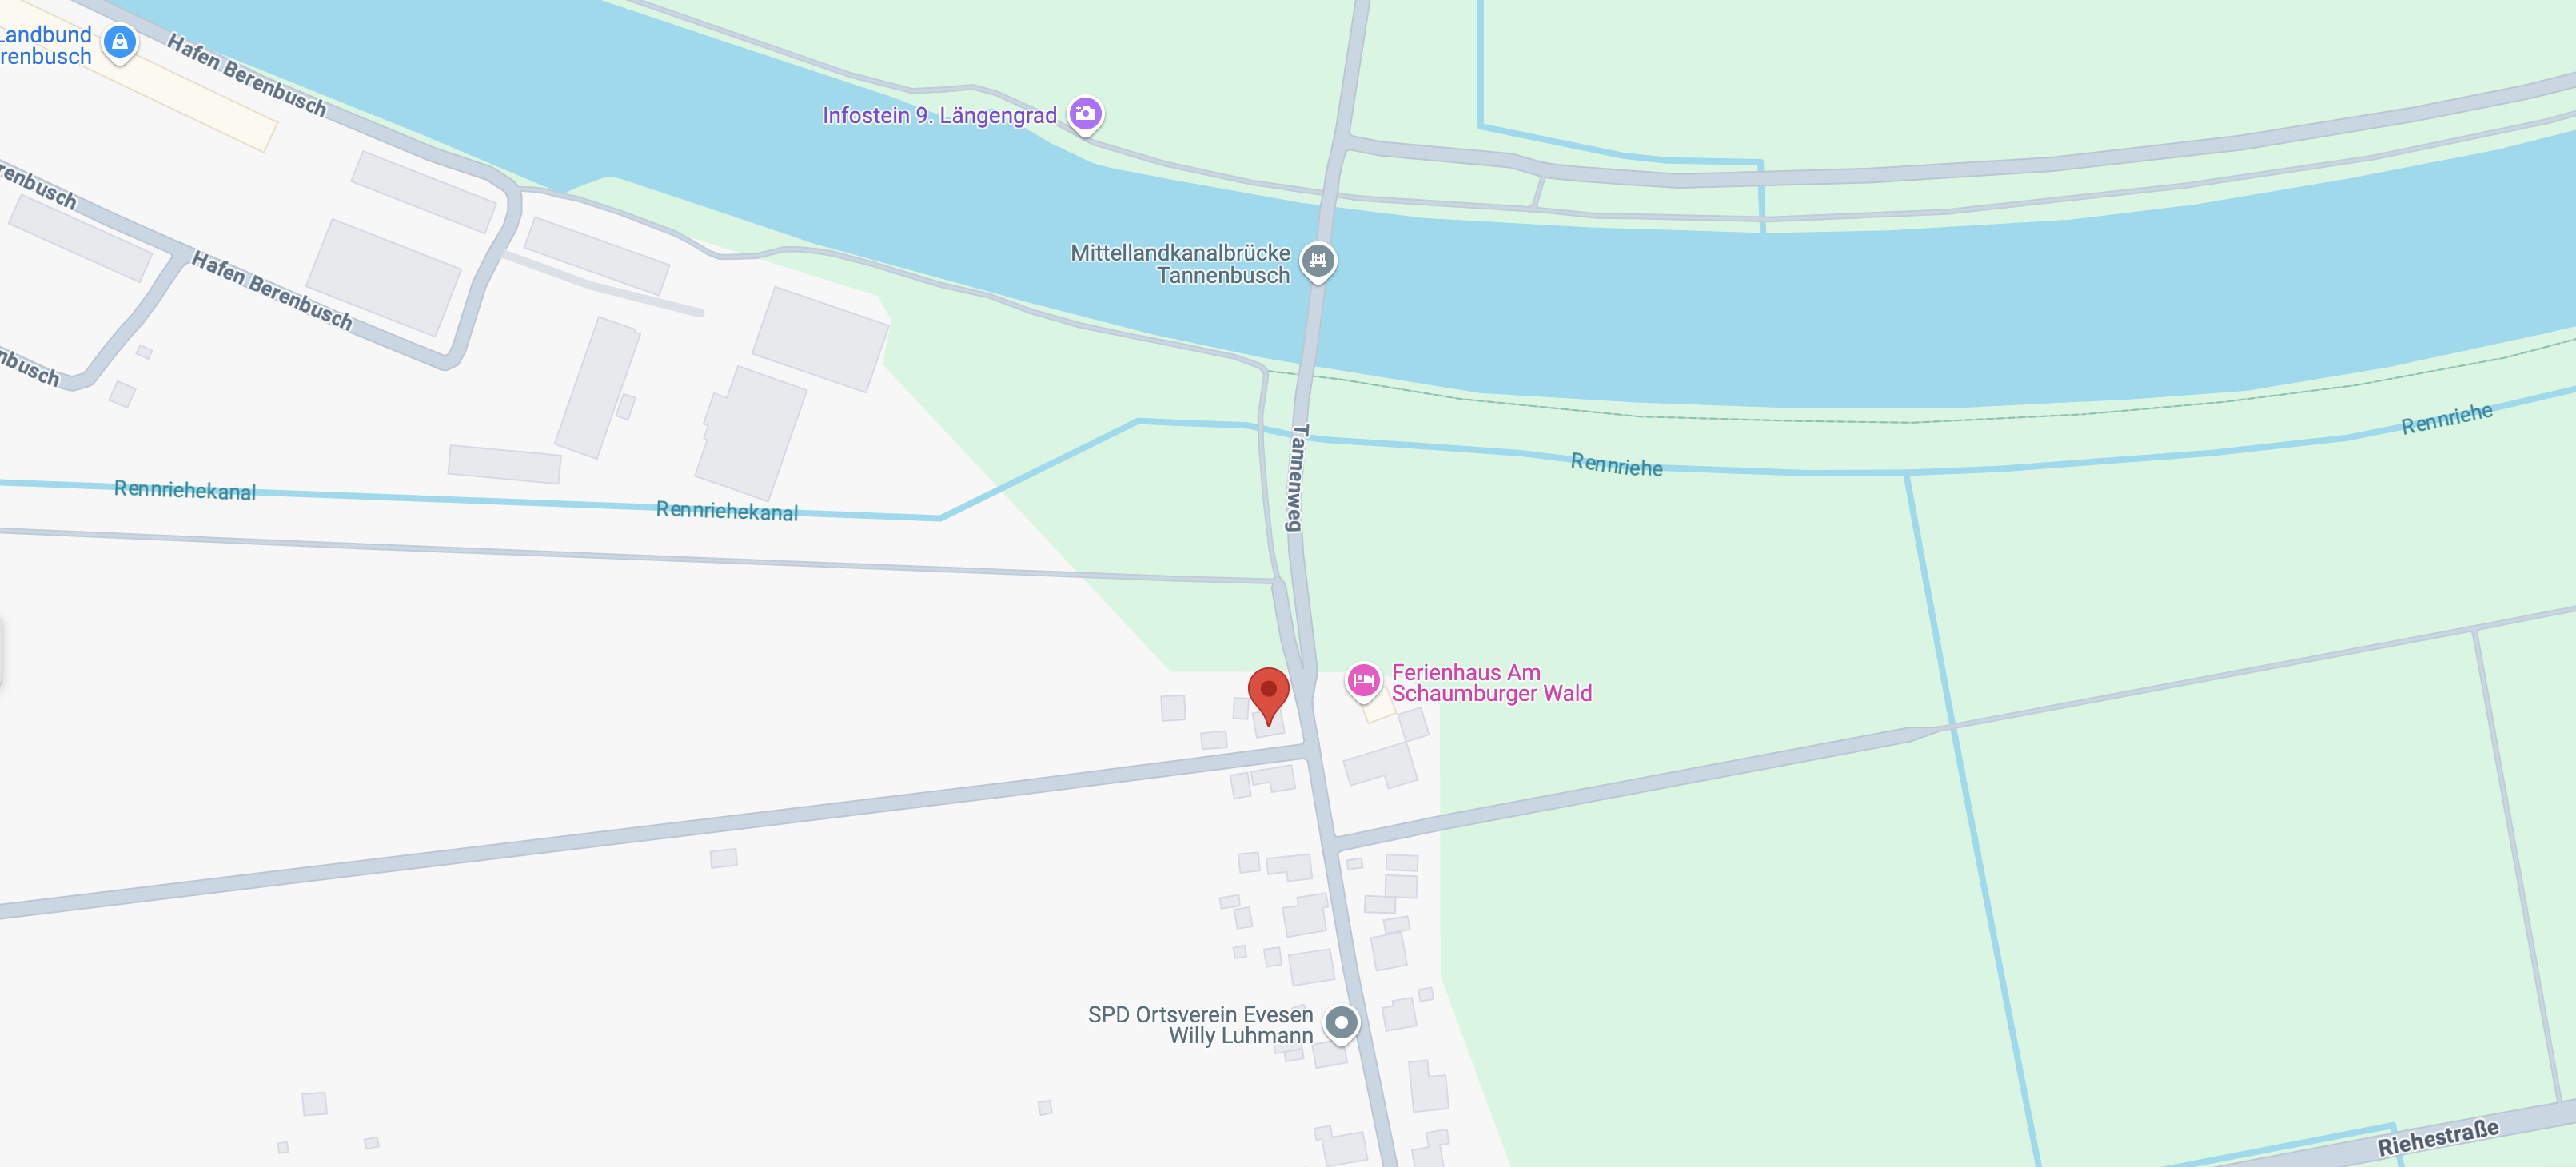 Landbund
renbusch
Hafen Berenbusch
Infostein 9. Längengrad
renbusch
Hafen Berenbusch
Mittellandkanalbrücke
Tannenbusch
nbusch
Rennriehe
Rennriehe
Tannenweg
Rennriehekanal
Rennriehekanal
Ferienhaus Am
Schaumburger Wald
SPD Ortsverein Evesen
Willy Luhmann
Riehestraße